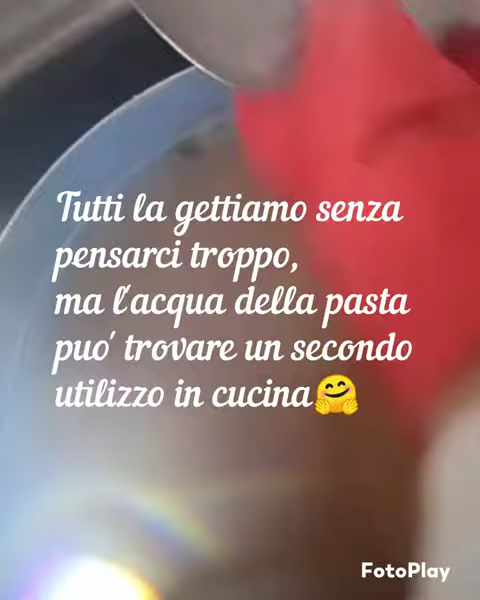 Tutti la gettiamo senza
pensarci troppo,
ma l'acqua della pasta
puo' trovare un secondo
utilizzo in cucina🤗
FotoPlay